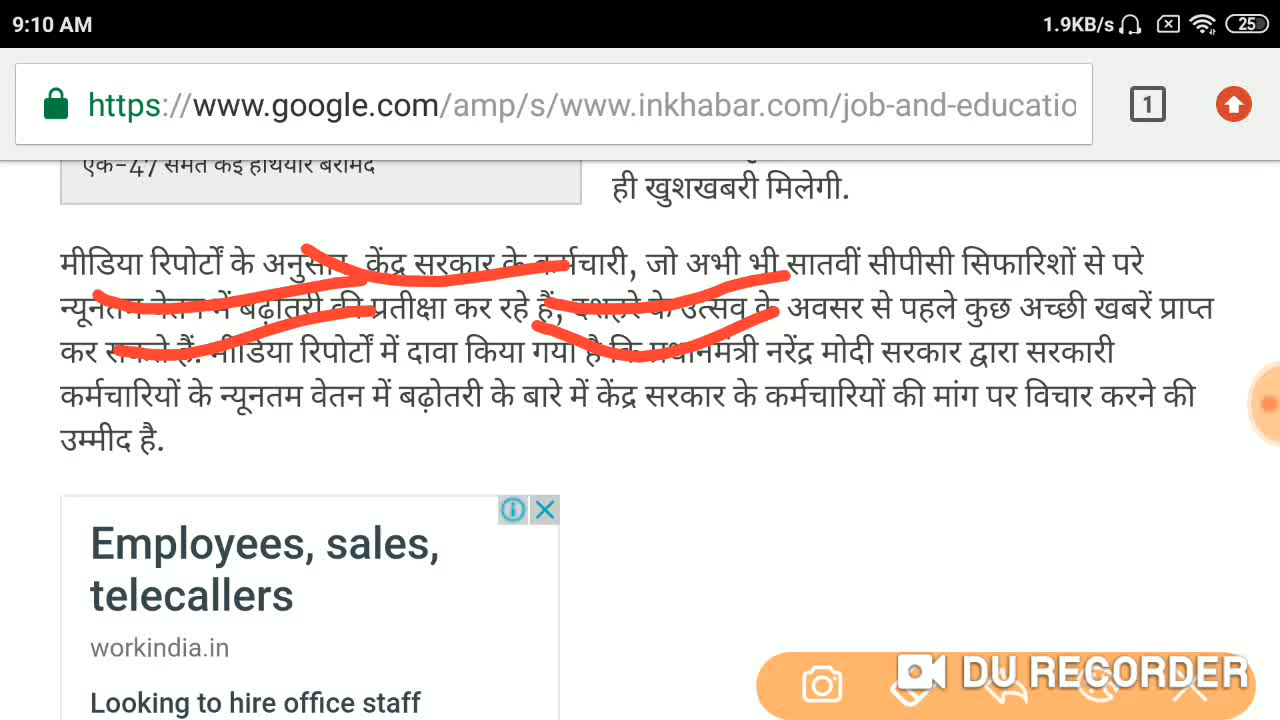 9:10 AM
1.9KB/s
25
https://www.google.com/amp/s/www.inkhabar.com/job-and-educatio
1
एक-47 समेत कई हथियार बरामद
ही खुशखबरी मिलेगी.
मीडिया रिपोर्टों के अनुसार, केंद्र सरकार के कर्मचारी, जो अभी भी सातवीं सीपीसी सिफारिशों से परे
न्यूनतम वेतन में बढ़ोतरी की प्रतीक्षा कर रहे हैं, दशहरे के उत्सव के अवसर से पहले कुछ अच्छी खबरें प्राप्त
कर सकते हैं. मीडिया रिपोर्टों में दावा किया गया है कि प्रधानमंत्री नरेंद्र मोदी सरकार द्वारा सरकारी
कर्मचारियों के न्यूनतम वेतन में बढ़ोतरी के बारे में केंद्र सरकार के कर्मचारियों की मांग पर विचार करने की
उम्मीद है.
Employees, sales,
telecallers
workindia.in
Looking to hire office staff
DU RECORDER